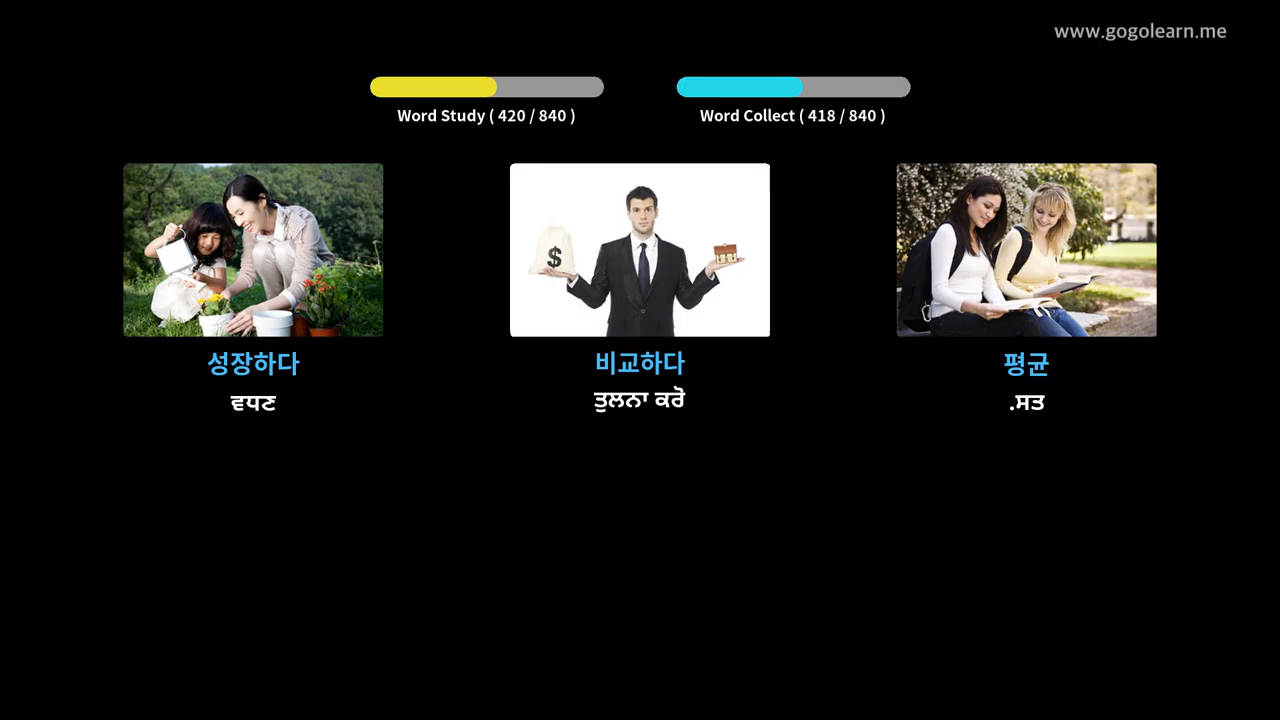 www.gogolearn.me
Word Study ( 420 / 840 )
Word Collect ( 418 / 840 )
$
성장하다
비교하다
평균
ਵਧਣ
ਤੁਲਨਾ ਕਰੋ
.ਸਤ